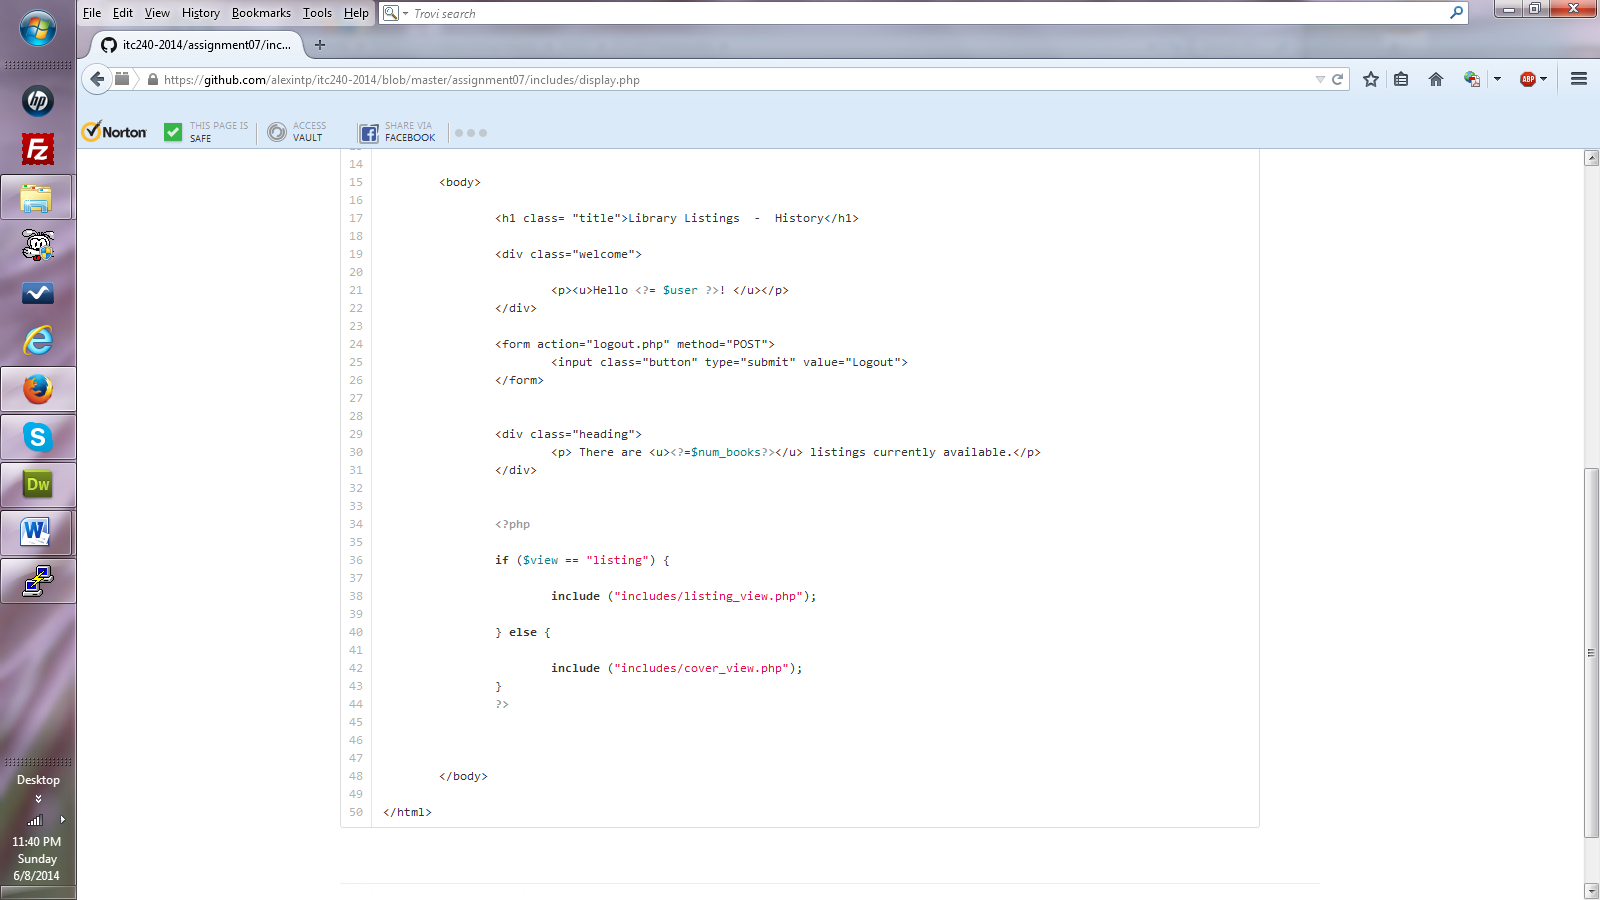 File Edit View History Bookmarks Tools Help Trovi search
itc240-2014/assignment07/inc... +
https://github.com/alexintp/itc240-2014/blob/master/assignment07/includes/display.php
ABP
Norton THIS PAGE IS SAFE ACCESS VAULT SHARE VIA FACEBOOK
14
15 <body>
16
17 <h1 class= "title">Library Listings  -  History</h1>
18
19 <div class="welcome">
20
21 <p><u>Hello <?= $user ?>! </u></p>
22 </div>
23
24 <form action="logout.php" method="POST">
25 <input class="button" type="submit" value="Logout">
26 </form>
27
28
29 <div class="heading">
30 <p> There are <u><?=$num_books?></u> listings currently available.</p>
31 </div>
32
33
34 <?php
35
36 if ($view == "listing") {
37
38 include ("includes/listing_view.php");
39
40 } else {
41
42 include ("includes/cover_view.php");
43 }
44 ?>
45
46
47
48 </body>
49
50 </html>
hp
Fz
S
Dw
W
Desktop
11:40 PM
Sunday
6/8/2014